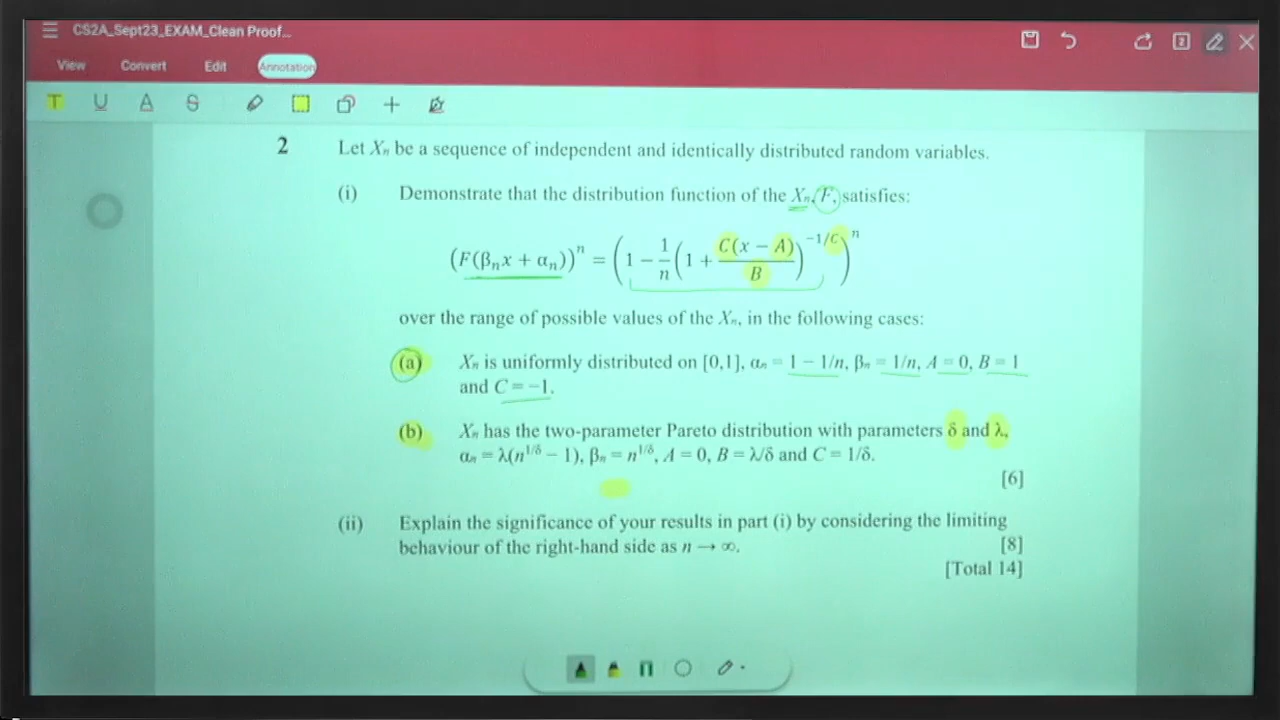 CS2A_Sept23_EXAM_Clean Proof...
View Convert Edit Annotation
T U A S
2 Let Xₙ be a sequence of independent and identically distributed random variables.
(i) Demonstrate that the distribution function of the Xₙ, F, satisfies:
(F(βₙx + αₙ))ⁿ = (1 − 1/n (1 + C(x − A)/B)^(−1/C))ⁿ
over the range of possible values of the Xₙ, in the following cases:
(a) Xₙ is uniformly distributed on [0,1], αₙ = 1 − 1/n, βₙ = 1/n, A = 0, B = 1
and C = −1.
(b) Xₙ has the two-parameter Pareto distribution with parameters δ and λ,
αₙ = λ(n^(1/δ) − 1), βₙ = n^(1/δ), A = 0, B = λ/δ and C = 1/δ.
[6]
(ii) Explain the significance of your results in part (i) by considering the limiting
behaviour of the right-hand side as n → ∞. [8]
[Total 14]